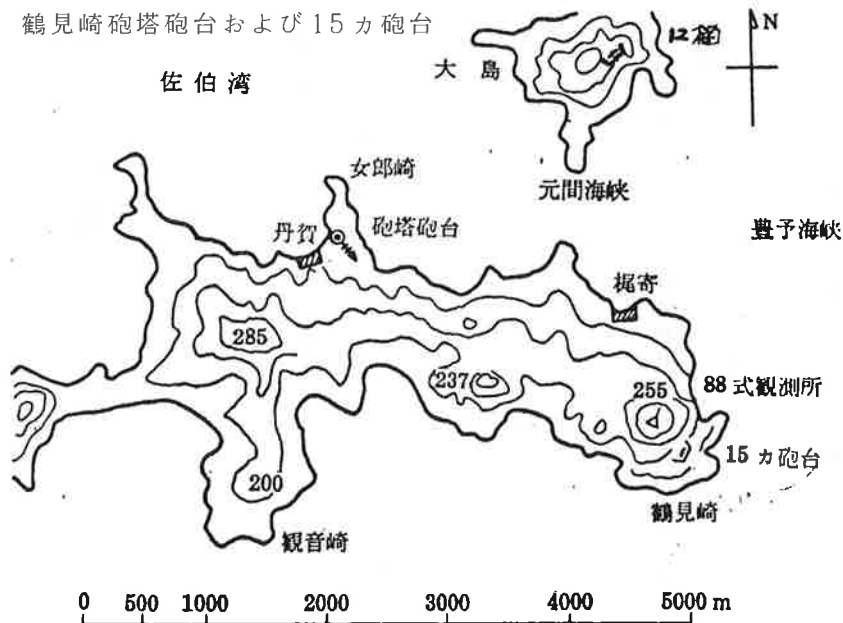 鶴見崎砲塔砲台および15カ砲台
12榴
N
大島
佐伯湾
元間海峡
女郎崎
豊予海峡
丹賀
砲塔砲台
梶寄
285
237
255
88式観測所
15カ砲台
200
鶴見崎
観音崎
0 500 1000 2000 3000 4000 5000 m